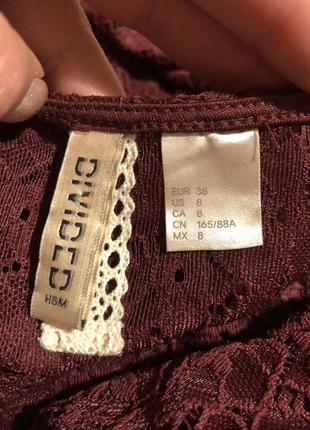 DIVIDED
H&M
EUR 38
US 8
CA 8
CN 165/88A
MX 8